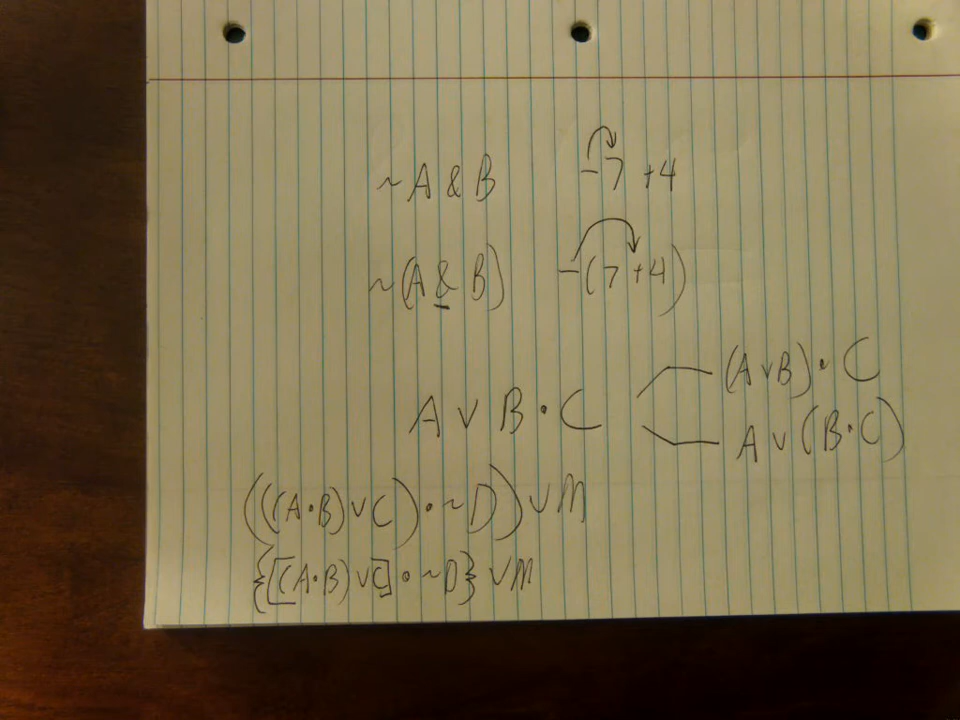 ~A & B -7 +4
~(A & B) -(7+4)
(A v B) • C
A v B • C
A v (B • C)
(((A • B) v C) • ~D) v M
{[(A • B) v C] • ~D} v M